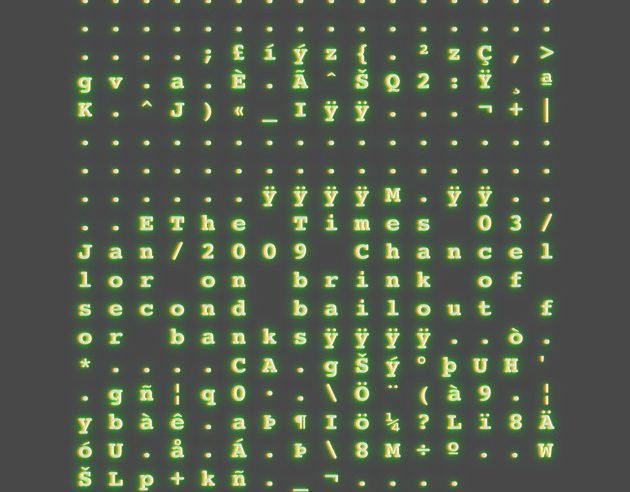 . . . . . . . . . . . . . . . .
. . . . . . . . . . . . . . . .
. . . . ; £ í ý z { . ² z Ç , >
g v . a . È . Ã ˆ Š Q 2 : Ÿ ¸ ª
K . ^ J ) « _ I ÿ ÿ . . . ¬ + |
. . . . . . . . . . . . . . . .
. . . . . . . . . . . . . . . .
. . . . . . ÿ ÿ ÿ ÿ M . ÿ ÿ . .
. . E T h e   T i m e s   0 3 /
J a n / 2 0 0 9   C h a n c e l
l o r   o n   b r i n k   o f
s e c o n d   b a i l o u t   f
o r   b a n k s ÿ ÿ ÿ ÿ . . ò .
* . . . . C A . g Š ý ° þ U H '
. g ñ ¦ q 0 · . \ Ö ¨ ( à 9 . ¦
y b à ê . a Þ ¶ I ö ¼ ? L ï 8 Ä
ó U . å . Á . Þ \ 8 M ÷ º . . W
Š L p + k ñ . _ ¬ . . . .